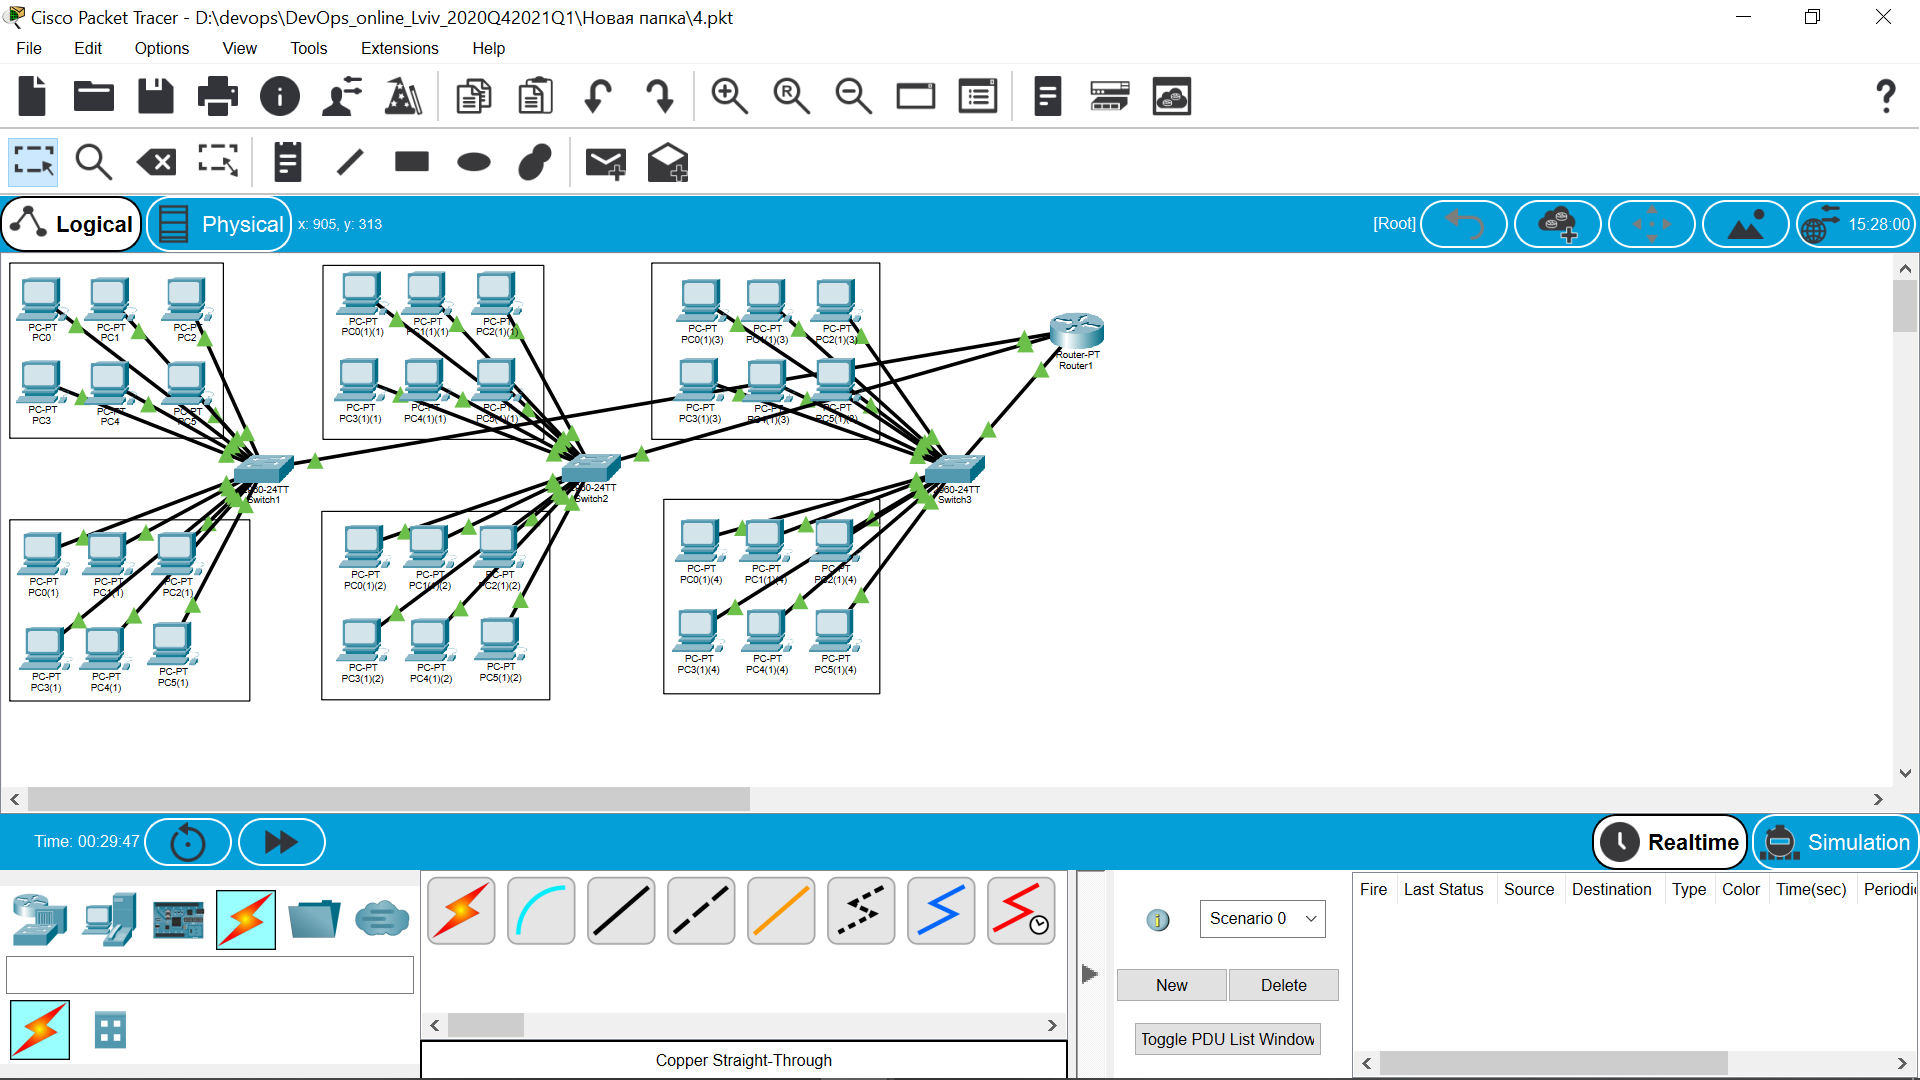 Cisco Packet Tracer - D:\devops\DevOps_online_Lviv_2020Q42021Q1\Новая папка\4.pkt
File Edit Options View Tools Extensions Help
Logical Physical x: 905, y: 313 [Root] 15:28:00
PC-PT PC0
PC-PT PC1
PC-PT PC2
PC-PT PC3
PC-PT PC4
PC-PT PC5
PC-PT PC0(1)(1)
PC-PT PC1(1)(1)
PC-PT PC2(1)(1)
PC-PT PC3(1)(1)
PC-PT PC4(1)(1)
PC-PT PC5(1)(1)
PC-PT PC0(1)(3)
PC-PT PC1(1)(3)
PC-PT PC2(1)(3)
PC-PT PC3(1)(3)
PC-PT PC4(1)(3)
PC-PT PC5(1)(3)
Router-PT
Router1
2960-24TT
Switch1
2960-24TT
Switch2
2960-24TT
Switch3
PC-PT PC0(1)
PC-PT PC1(1)
PC-PT PC2(1)
PC-PT PC3(1)
PC-PT PC4(1)
PC-PT PC5(1)
PC-PT PC0(1)(2)
PC-PT PC1(1)(2)
PC-PT PC2(1)(2)
PC-PT PC3(1)(2)
PC-PT PC4(1)(2)
PC-PT PC5(1)(2)
PC-PT PC0(1)(4)
PC-PT PC1(1)(4)
PC-PT PC2(1)(4)
PC-PT PC3(1)(4)
PC-PT PC4(1)(4)
PC-PT PC5(1)(4)
Time: 00:29:47 Realtime Simulation
Scenario 0
New Delete
Toggle PDU List Window
Fire Last Status Source Destination Type Color Time(sec) Periodic
Copper Straight-Through